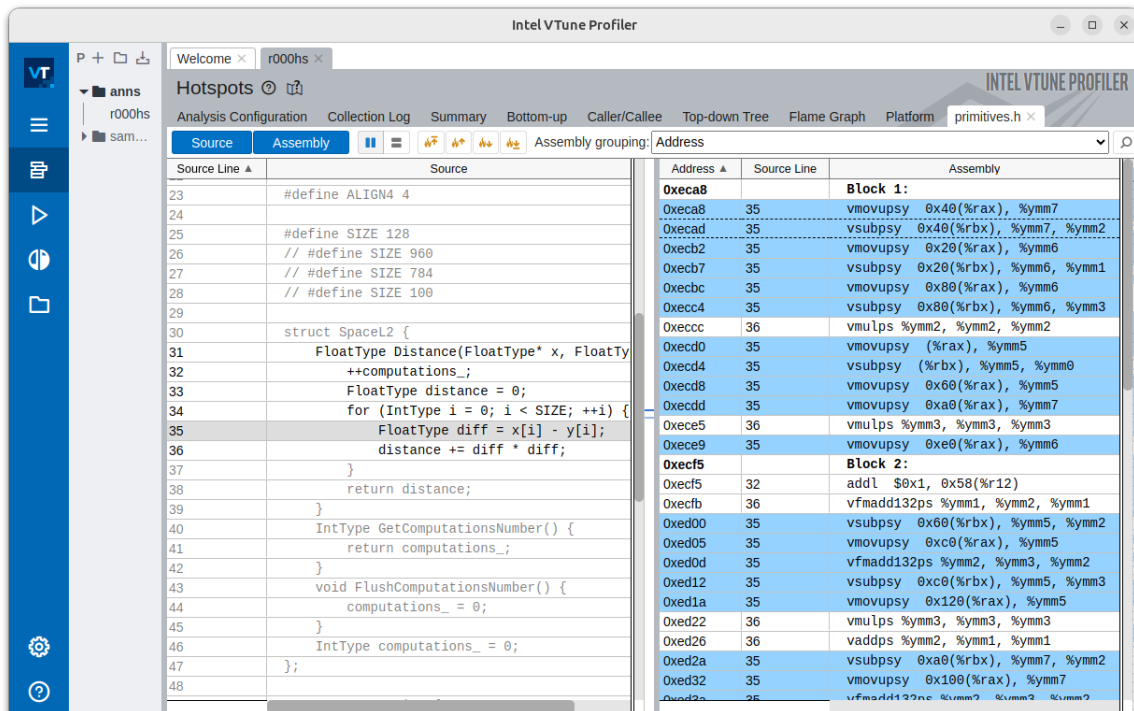 Intel VTune Profiler
P
anns
r000hs
sam...
Welcome
r000hs
Hotspots
INTEL VTUNE PROFILER
Analysis Configuration Collection Log Summary Bottom-up Caller/Callee Top-down Tree Flame Graph Platform primitives.h
Source Assembly Assembly grouping: Address
Source Line Source
23 #define ALIGN4 4
24
25 #define SIZE 128
26 // #define SIZE 960
27 // #define SIZE 784
28 // #define SIZE 100
29
30 struct SpaceL2 {
31 FloatType Distance(FloatType* x, FloatTy
32 ++computations_;
33 FloatType distance = 0;
34 for (IntType i = 0; i < SIZE; ++i) {
35 FloatType diff = x[i] - y[i];
36 distance += diff * diff;
37 }
38 return distance;
39 }
40 IntType GetComputationsNumber() {
41 return computations_;
42 }
43 void FlushComputationsNumber() {
44 computations_ = 0;
45 }
46 IntType computations_ = 0;
47 };
48
Address Source Line Assembly
0xeca8 Block 1:
0xeca8 35 vmovupsy 0x40(%rax), %ymm7
0xecad 35 vsubpsy 0x40(%rbx), %ymm7, %ymm2
0xecb2 35 vmovupsy 0x20(%rax), %ymm6
0xecb7 35 vsubpsy 0x20(%rbx), %ymm6, %ymm1
0xecbc 35 vmovupsy 0x80(%rax), %ymm6
0xecc4 35 vsubpsy 0x80(%rbx), %ymm6, %ymm3
0xeccc 36 vmulps %ymm2, %ymm2, %ymm2
0xecd0 35 vmovupsy (%rax), %ymm5
0xecd4 35 vsubpsy (%rbx), %ymm5, %ymm0
0xecd8 35 vmovupsy 0x60(%rax), %ymm5
0xecdd 35 vmovupsy 0xa0(%rax), %ymm7
0xece5 36 vmulps %ymm3, %ymm3, %ymm3
0xece9 35 vmovupsy 0xe0(%rax), %ymm6
0xecf5 Block 2:
0xecf5 32 addl $0x1, 0x58(%r12)
0xecfb 36 vfmadd132ps %ymm1, %ymm2, %ymm1
0xed00 35 vsubpsy 0x60(%rbx), %ymm5, %ymm2
0xed05 35 vmovupsy 0xc0(%rax), %ymm5
0xed0d 35 vfmadd132ps %ymm2, %ymm3, %ymm2
0xed12 35 vsubpsy 0xc0(%rbx), %ymm5, %ymm3
0xed1a 35 vmovupsy 0x120(%rax), %ymm5
0xed22 36 vmulps %ymm3, %ymm3, %ymm3
0xed26 36 vaddps %ymm2, %ymm1, %ymm1
0xed2a 35 vsubpsy 0xa0(%rbx), %ymm7, %ymm2
0xed32 35 vmovupsy 0x100(%rax), %ymm7
0xed3a 35 vfmadd132ps %ymm2, %ymm3, %ymm2